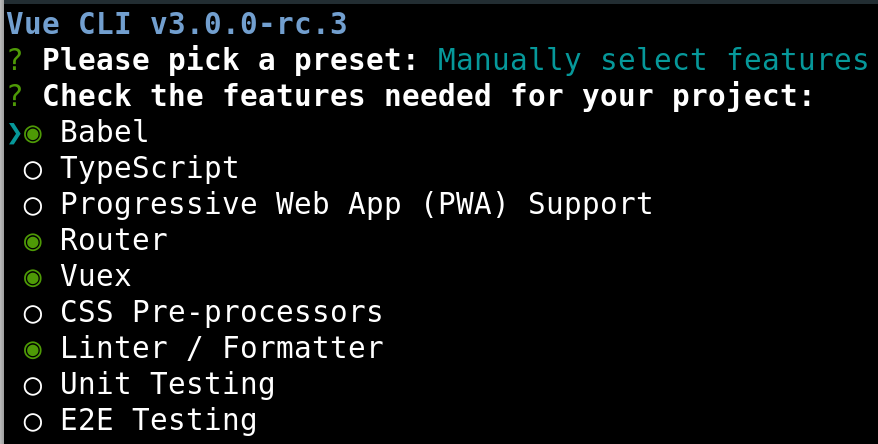 Vue CLI v3.0.0-rc.3
? Please pick a preset: Manually select features
? Check the features needed for your project:
❯◉ Babel
◯ TypeScript
◯ Progressive Web App (PWA) Support
◉ Router
◉ Vuex
◯ CSS Pre-processors
◉ Linter / Formatter
◯ Unit Testing
◯ E2E Testing